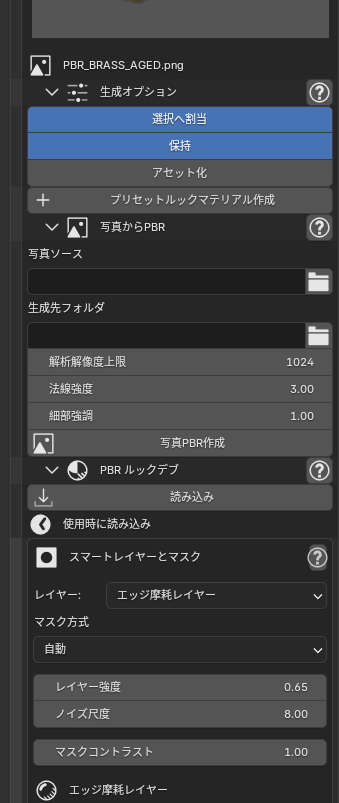 PBR_BRASS_AGED.png
生成オプション
選択へ割当
保持
アセット化
プリセットルックマテリアル作成
写真からPBR
写真ソース
生成先フォルダ
解析解像度上限 1024
法線強度 3.00
細部強調 1.00
写真PBR作成
PBR ルックデブ
読み込み
使用時に読み込み
スマートレイヤーとマスク
レイヤー: エッジ摩耗レイヤー
マスク方式
自動
レイヤー強度 0.65
ノイズ尺度 8.00
マスクコントラスト 1.00
エッジ摩耗レイヤー